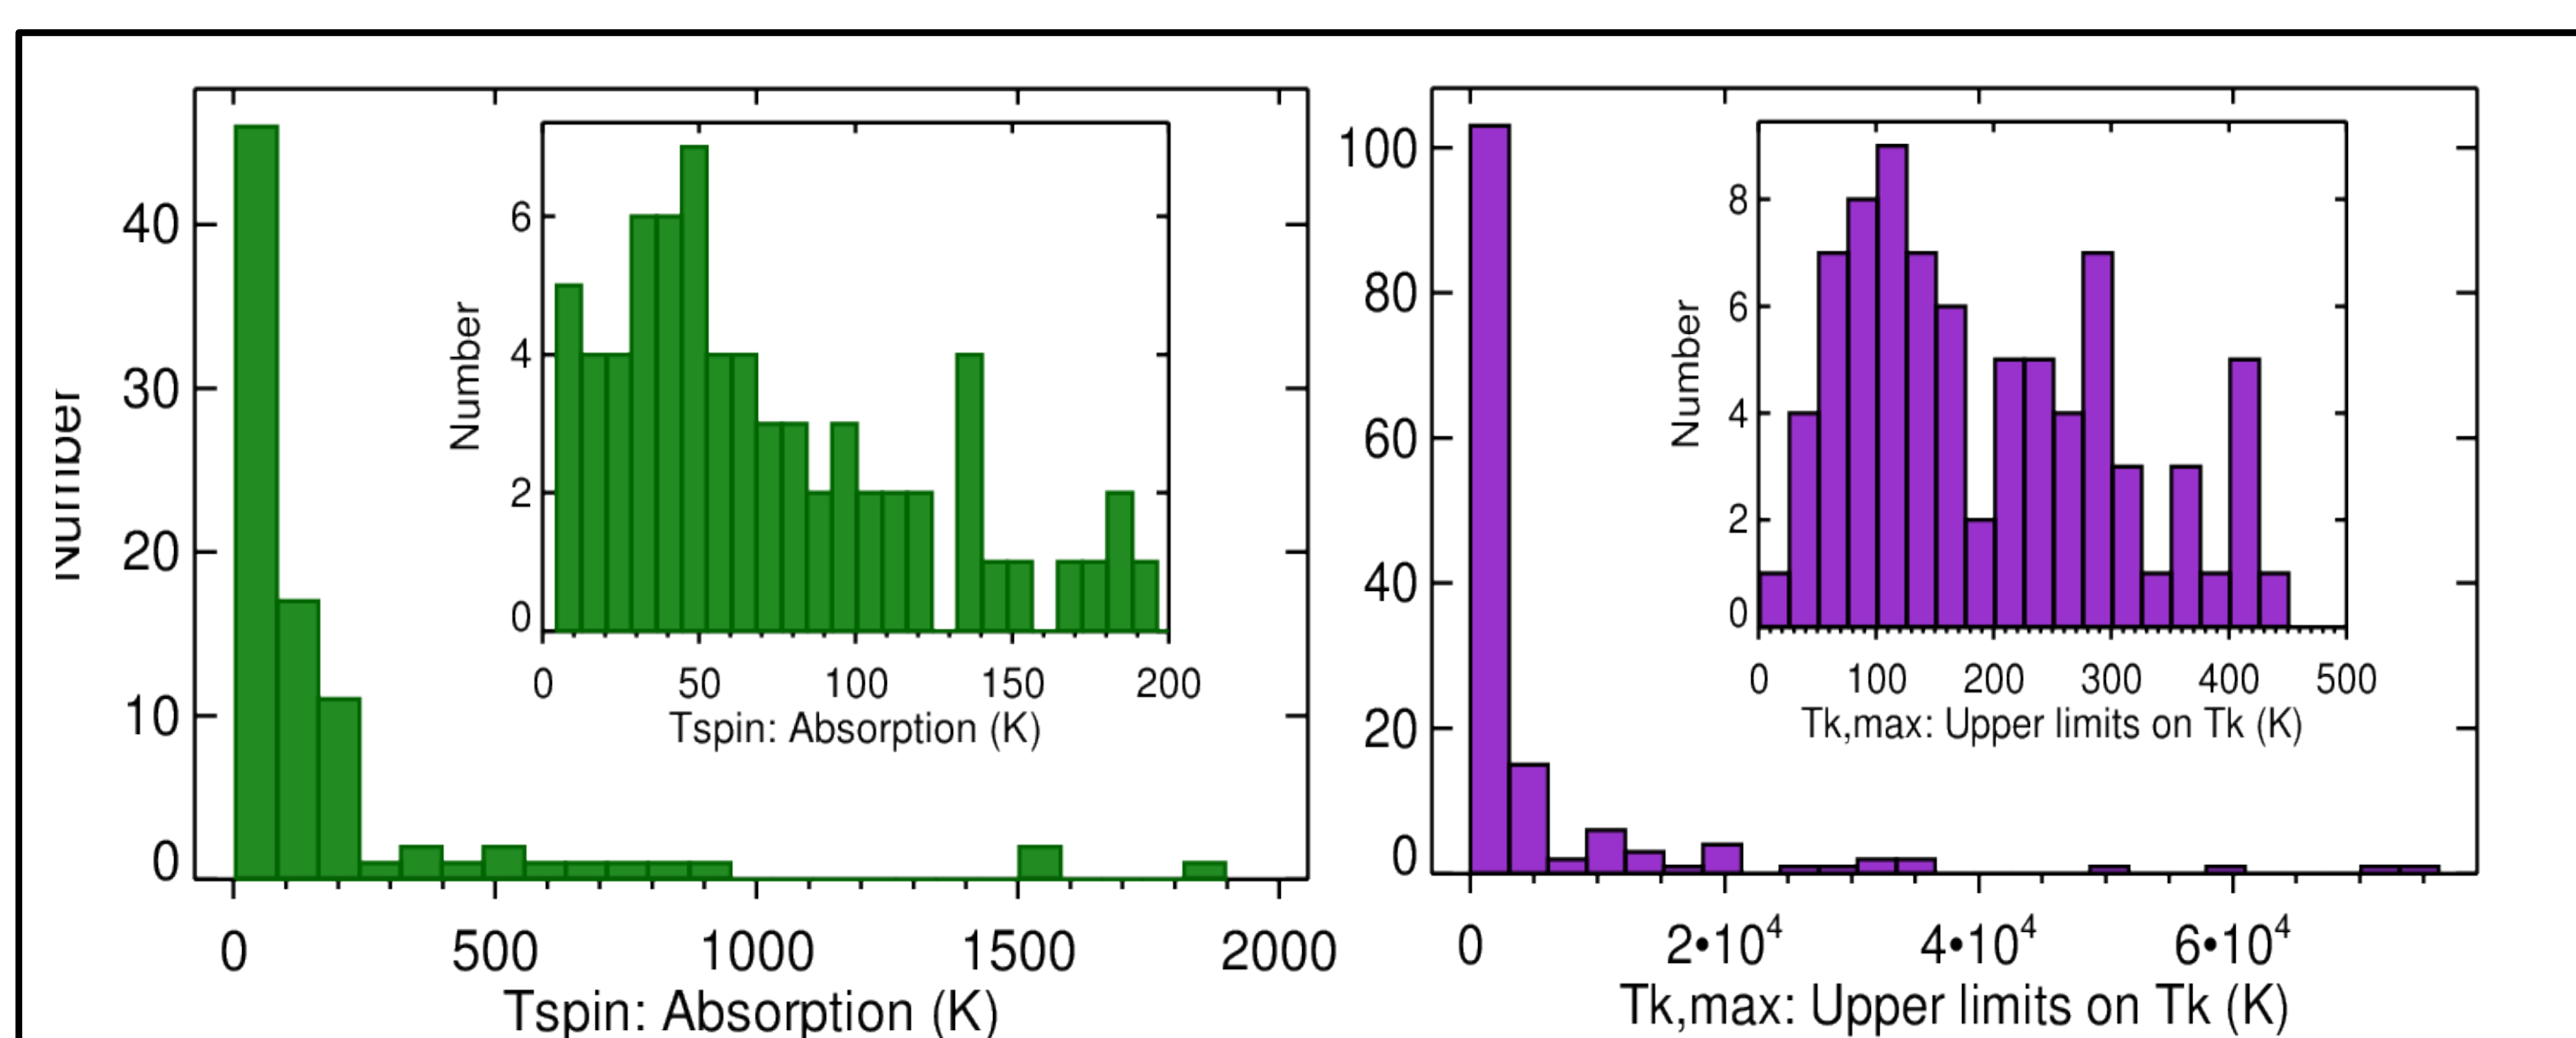 Number
40
30
20
10
0
0 500 1000 1500 2000
Tspin: Absorption (K)
Number
6
4
2
0
0 50 100 150 200
Tspin: Absorption (K)
100
80
60
40
20
0
0 2•10⁴ 4•10⁴ 6•10⁴
Tk,max: Upper limits on Tk (K)
Number
8
6
4
2
0
0 100 200 300 400 500
Tk,max: Upper limits on Tk (K)